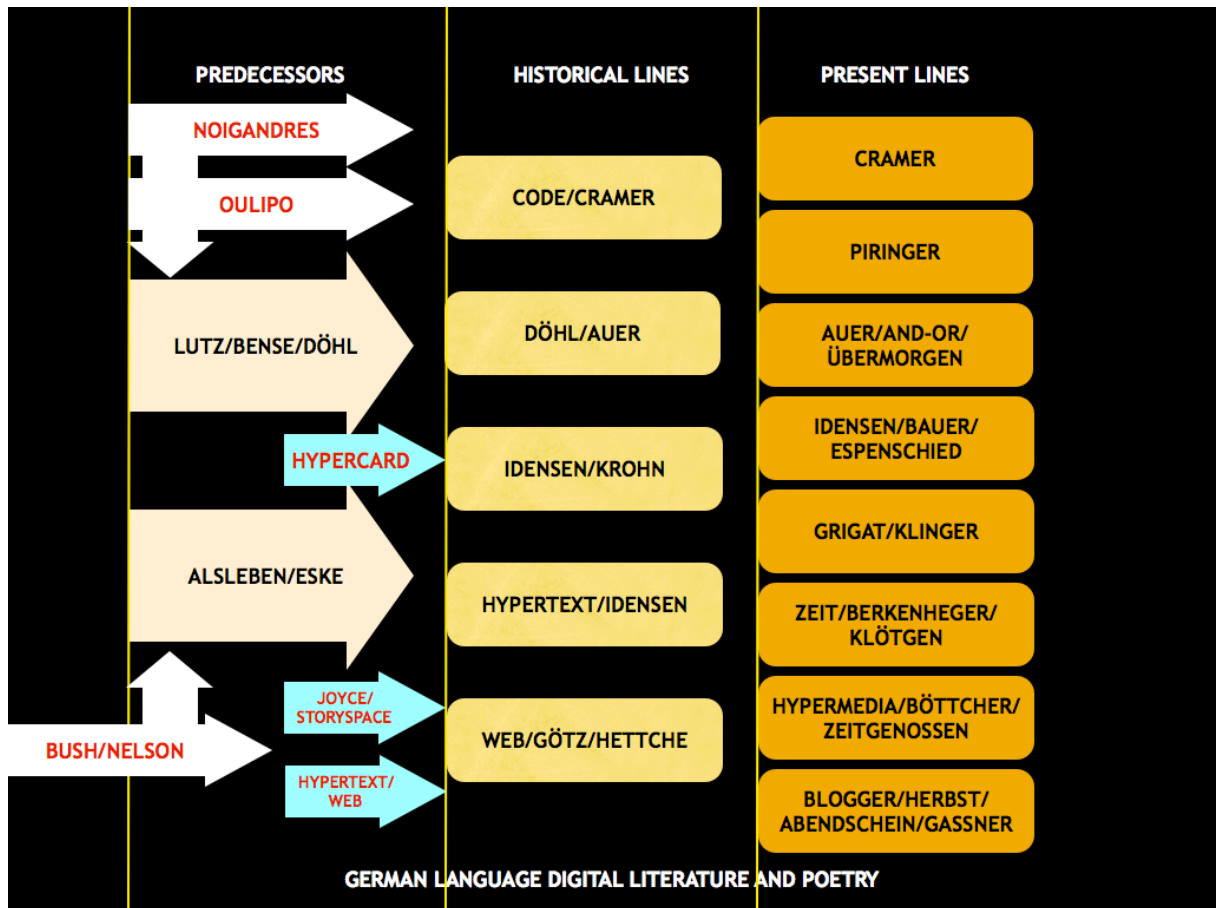 PREDECESSORS
HISTORICAL LINES
PRESENT LINES
NOIGANDRES
OULIPO
LUTZ/BENSE/DÖHL
HYPERCARD
ALSLEBEN/ESKE
JOYCE/
STORYSPACE
BUSH/NELSON
HYPERTEXT/
WEB
CODE/CRAMER
DÖHL/AUER
IDENSEN/KROHN
HYPERTEXT/IDENSEN
WEB/GÖTZ/HETTCHE
CRAMER
PIRINGER
AUER/AND-OR/
ÜBERMORGEN
IDENSEN/BAUER/
ESPENSCHIED
GRIGAT/KLINGER
ZEIT/BERKENHEGER/
KLÖTGEN
HYPERMEDIA/BÖTTCHER/
ZEITGENOSSEN
BLOGGER/HERBST/
ABENDSCHEIN/GASSNER
GERMAN LANGUAGE DIGITAL LITERATURE AND POETRY